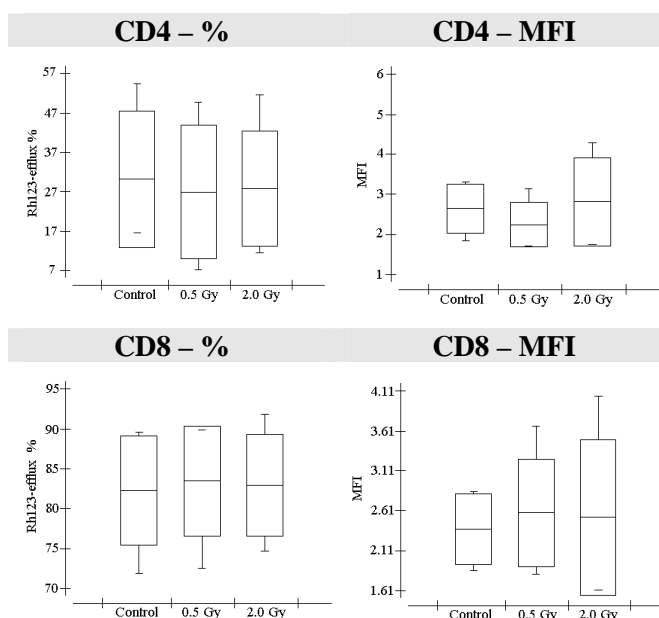 CD4 – %
CD4 – MFI
57
47
37
27
17
7
Rh123-efflux %
Control 0.5 Gy 2.0 Gy
6
5
4
3
2
1
MFI
Control 0.5 Gy 2.0 Gy
CD8 – %
CD8 – MFI
95
90
85
80
75
70
Rh123-efflux %
Control 0.5 Gy 2.0 Gy
4.11
3.61
3.11
2.61
2.11
1.61
MFI
Control 0.5 Gy 2.0 Gy